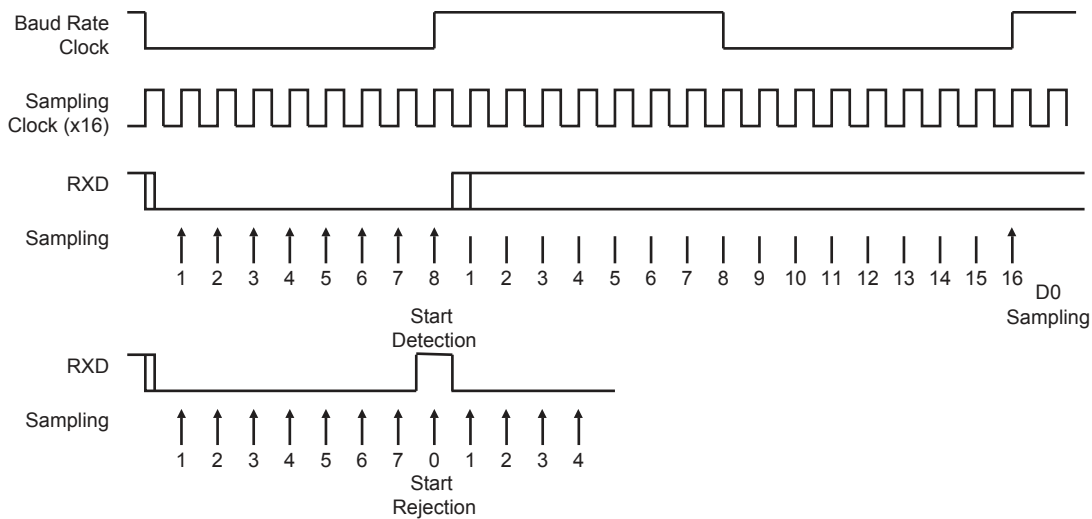 Baud Rate
Clock
Sampling
Clock (x16)
RXD
Sampling
1 2 3 4 5 6 7 8 1 2 3 4 5 6 7 8 9 10 11 12 13 14 15 16
D0
Sampling
Start
Detection
RXD
Sampling
1 2 3 4 5 6 7 0 1 2 3 4
Start
Rejection